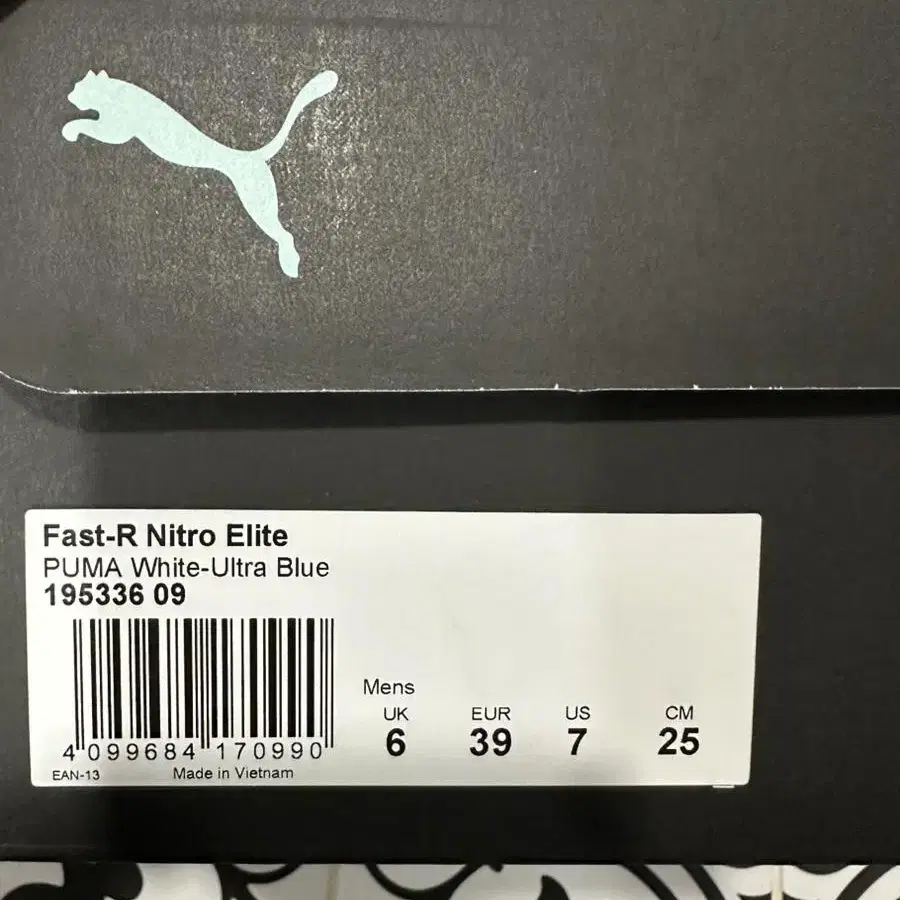 Fast-R Nitro Elite
PUMA White-Ultra Blue
195336 09
Mens
UK EUR US CM
6 39 7 25
4 099684 170990
EAN-13 Made in Vietnam